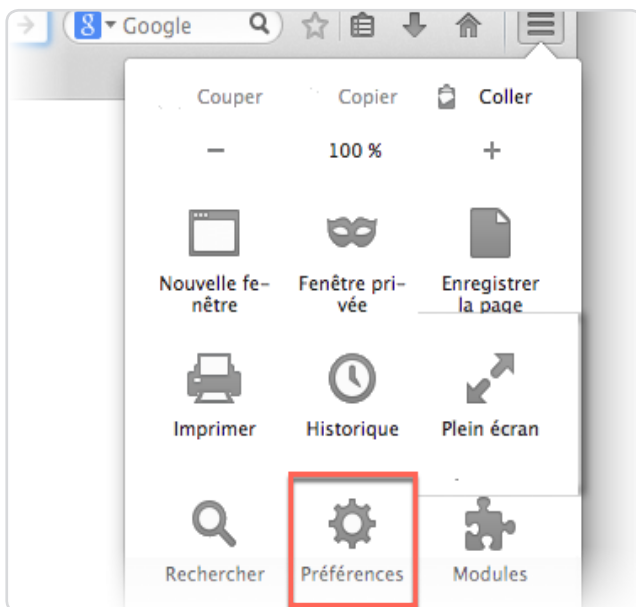 8 Google
Couper Copier Coller
− 100 % +
Nouvelle fe- Fenêtre pri- Enregistrer
nêtre vée la page
Imprimer Historique Plein écran
Rechercher Préférences Modules